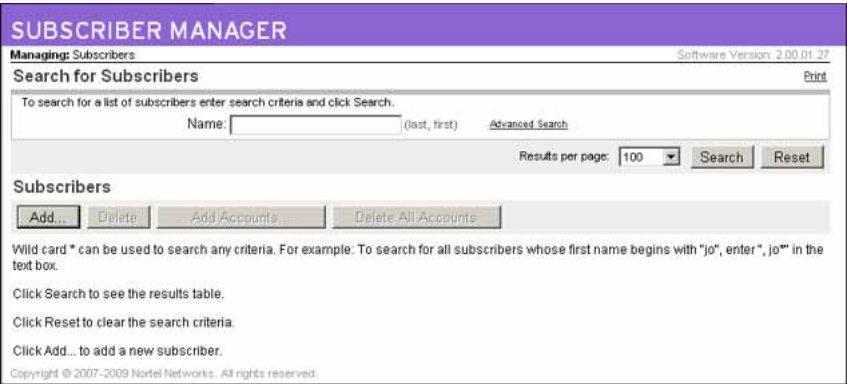 SUBSCRIBER MANAGER
Managing: Subscribers
Software Version: 2.00.01.27
Search for Subscribers
Print
To search for a list of subscribers enter search criteria and click Search.
Name: (last, first) Advanced Search
Results per page: 100 Search Reset
Subscribers
Add... Delete Add Accounts... Delete All Accounts
Wild card * can be used to search any criteria. For example: To search for all subscribers whose first name begins with "jo", enter ", jo*" in the
text box.
Click Search to see the results table.
Click Reset to clear the search criteria.
Click Add... to add a new subscriber.
Copyright © 2007-2009 Nortel Networks. All rights reserved.